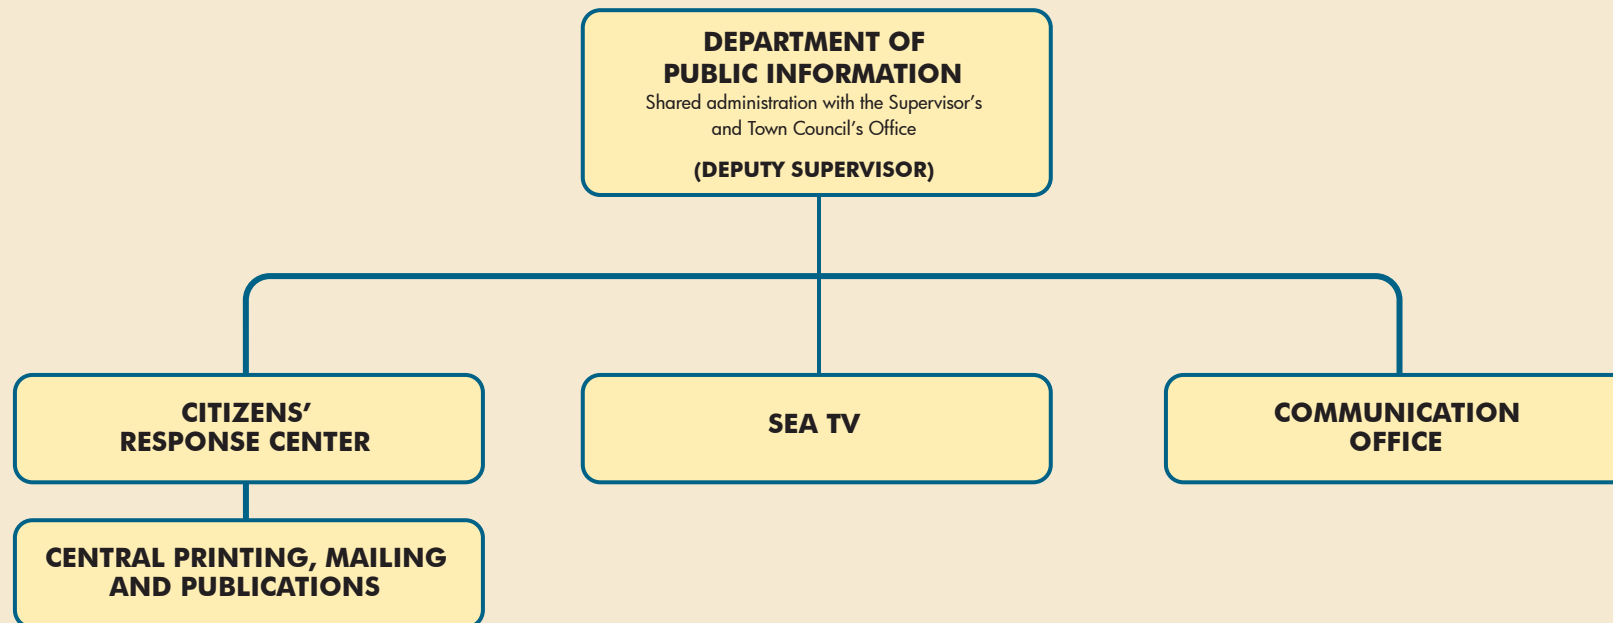 DEPARTMENT OF
PUBLIC INFORMATION
Shared administration with the Supervisor’s
and Town Council’s Office
(DEPUTY SUPERVISOR)
CITIZENS’
RESPONSE CENTER
SEA TV
COMMUNICATION
OFFICE
CENTRAL PRINTING, MAILING
AND PUBLICATIONS